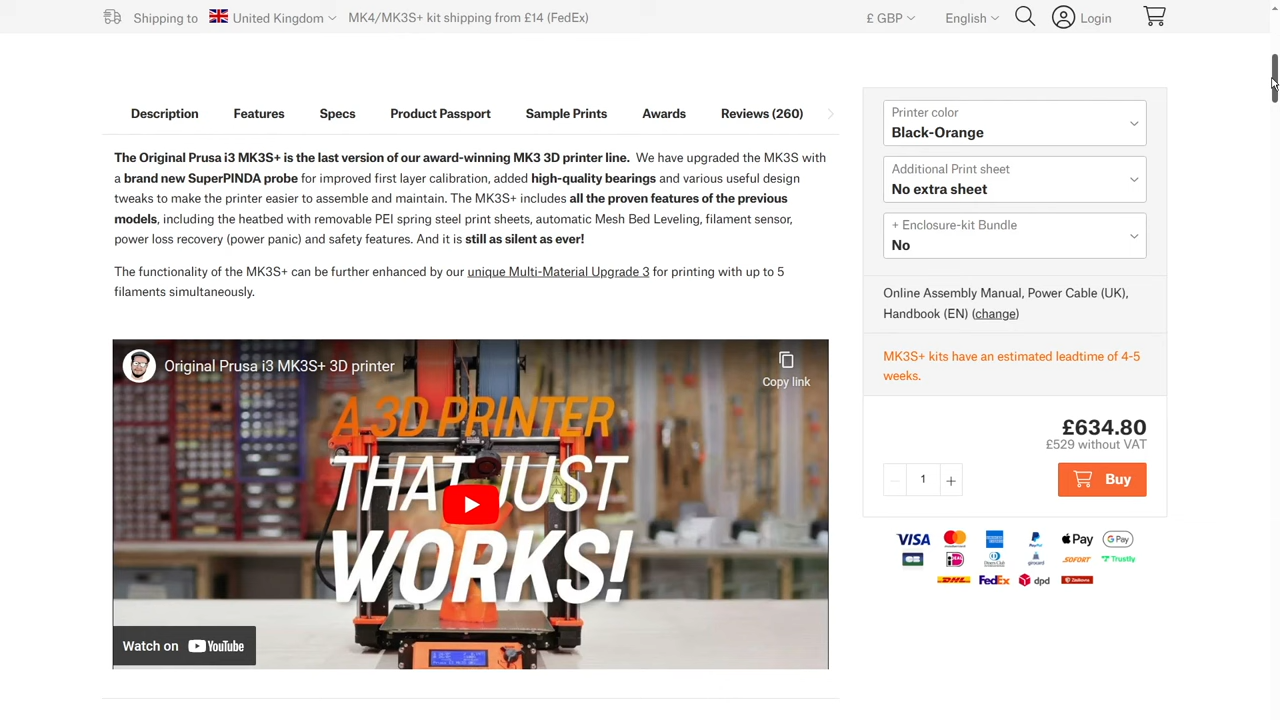 Shipping to United Kingdom MK4/MK3S+ kit shipping from £14 (FedEx) £ GBP English Login
Description Features Specs Product Passport Sample Prints Awards Reviews (260)
The Original Prusa i3 MK3S+ is the last version of our award-winning MK3 3D printer line. We have upgraded the MK3S with
a brand new SuperPINDA probe for improved first layer calibration, added high-quality bearings and various useful design
tweaks to make the printer easier to assemble and maintain. The MK3S+ includes all the proven features of the previous
models, including the heatbed with removable PEI spring steel print sheets, automatic Mesh Bed Leveling, filament sensor,
power loss recovery (power panic) and safety features. And it is still as silent as ever!
The functionality of the MK3S+ can be further enhanced by our unique Multi-Material Upgrade 3 for printing with up to 5
filaments simultaneously.
Original Prusa i3 MK3S+ 3D printer
Copy link
A 3D PRINTER
THAT JUST
WORKS!
Watch on YouTube
Printer color
Black-Orange
Additional Print sheet
No extra sheet
+ Enclosure-kit Bundle
No
Online Assembly Manual, Power Cable (UK),
Handbook (EN) (change)
MK3S+ kits have an estimated leadtime of 4-5
weeks.
£634.80
£529 without VAT
1 + Buy
VISA mastercard PayPal Pay G Pay
CB iDEAL Diners Club giropay SOFORT Trustly
DHL FedEx dpd